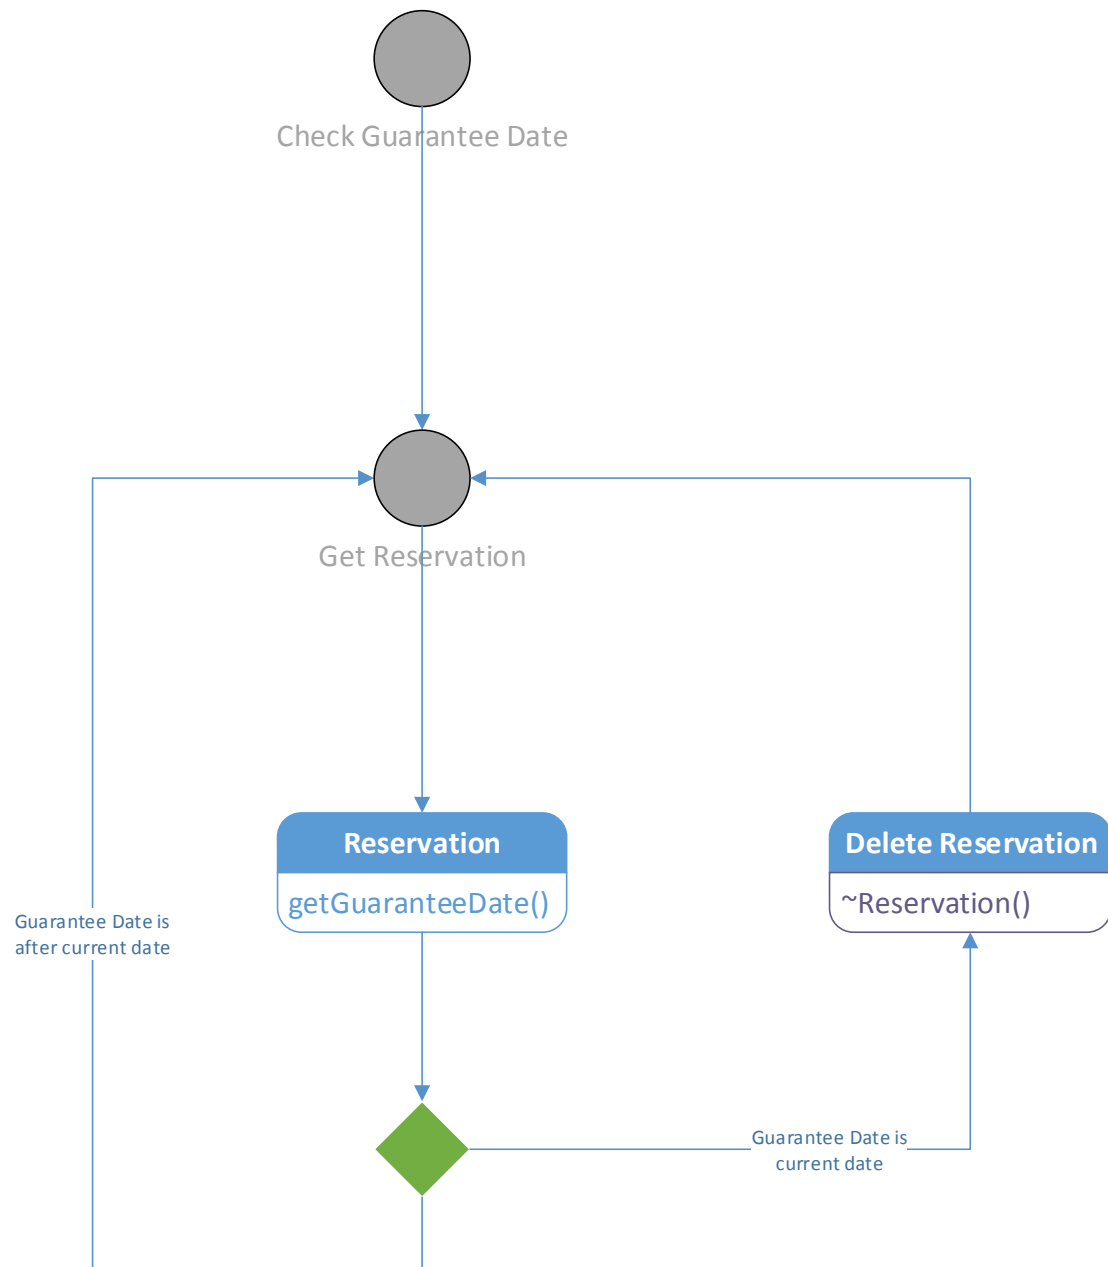 Check Guarantee Date
Get Reservation
Reservation
getGuaranteeDate()
Delete Reservation
~Reservation()
Guarantee Date is
after current date
Guarantee Date is
current date